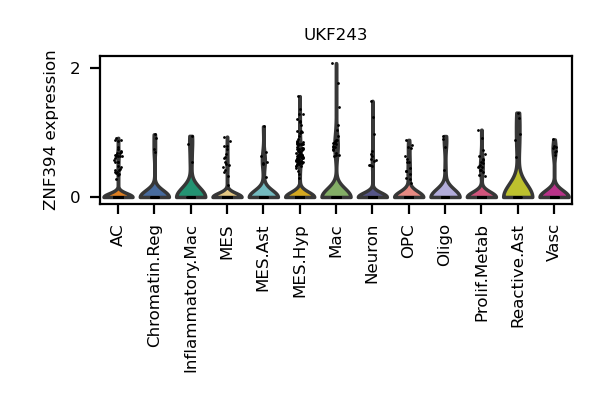 UKF243
ZNF394 expression
2
0
AC
Chromatin.Reg
Inflammatory.Mac
MES
MES.Ast
MES.Hyp
Mac
Neuron
OPC
Oligo
Prolif.Metab
Reactive.Ast
Vasc